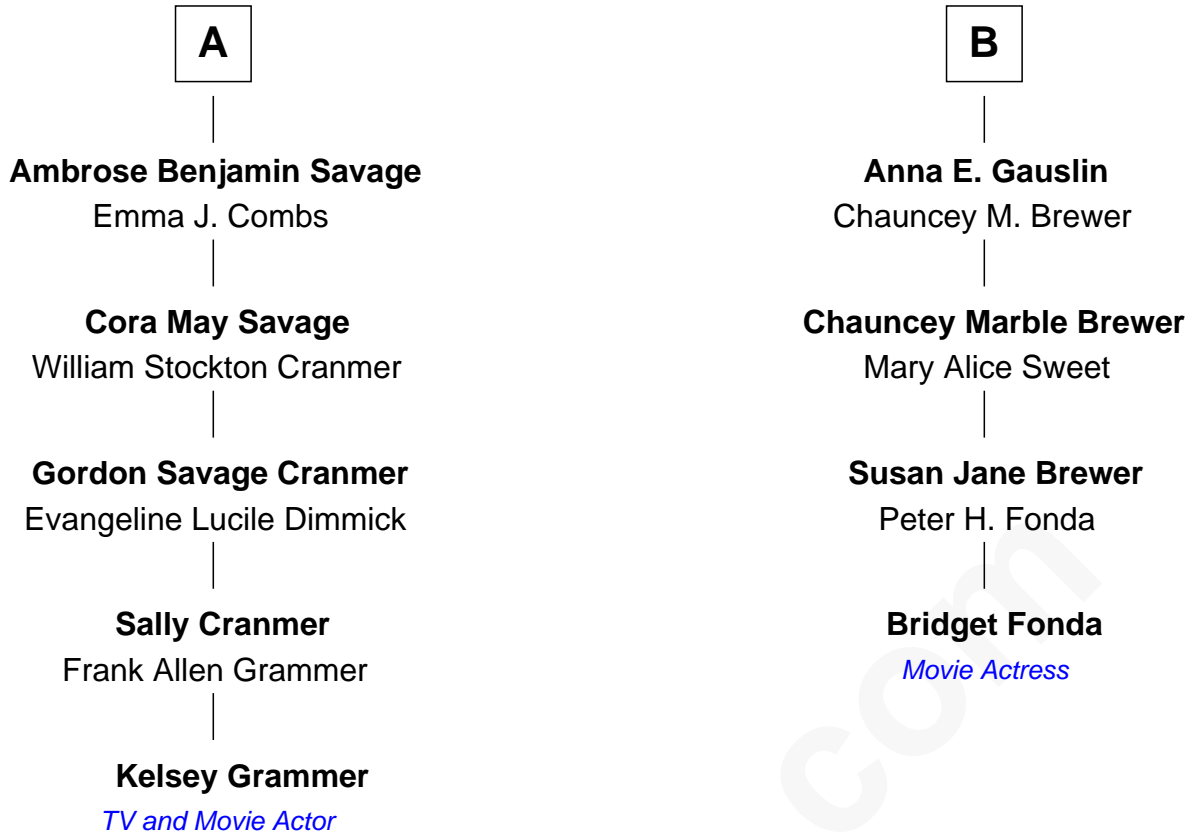 A
Ambrose Benjamin Savage
Emma J. Combs
Cora May Savage
William Stockton Cranmer
Gordon Savage Cranmer
Evangeline Lucile Dimmick
Sally Cranmer
Frank Allen Grammer
Kelsey Grammer
TV and Movie Actor
B
Anna E. Gauslin
Chauncey M. Brewer
Chauncey Marble Brewer
Mary Alice Sweet
Susan Jane Brewer
Peter H. Fonda
Bridget Fonda
Movie Actress
com